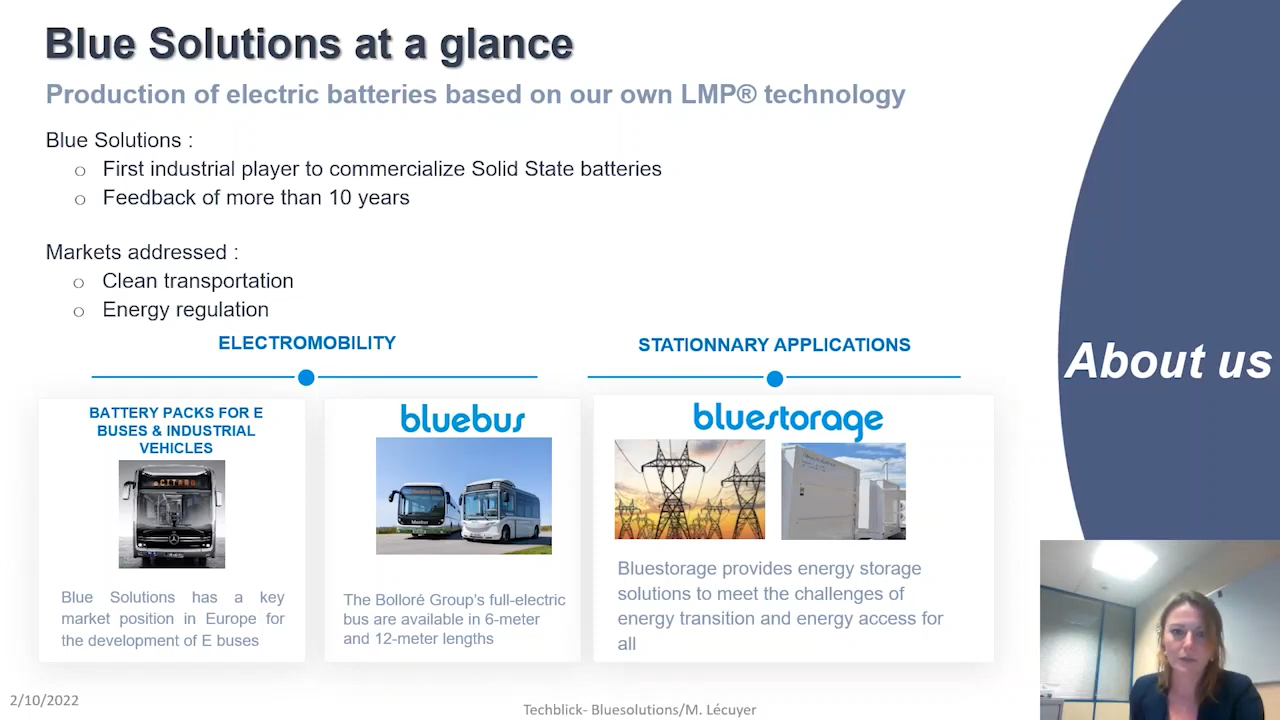 Blue Solutions at a glance
Production of electric batteries based on our own LMP® technology
Blue Solutions :
o First industrial player to commercialize Solid State batteries
o Feedback of more than 10 years
Markets addressed :
o Clean transportation
o Energy regulation
ELECTROMOBILITY
STATIONNARY APPLICATIONS
About us
BATTERY PACKS FOR E
BUSES & INDUSTRIAL
VEHICLES
eCITARO
Blue Solutions has a key
market position in Europe for
the development of E buses
bluebus
The Bolloré Group's full-electric
bus are available in 6-meter
and 12-meter lengths
bluestorage
Bluestorage provides energy storage
solutions to meet the challenges of
energy transition and energy access for
all
2/10/2022
Techblick- Bluesolutions/M. Lécuyer